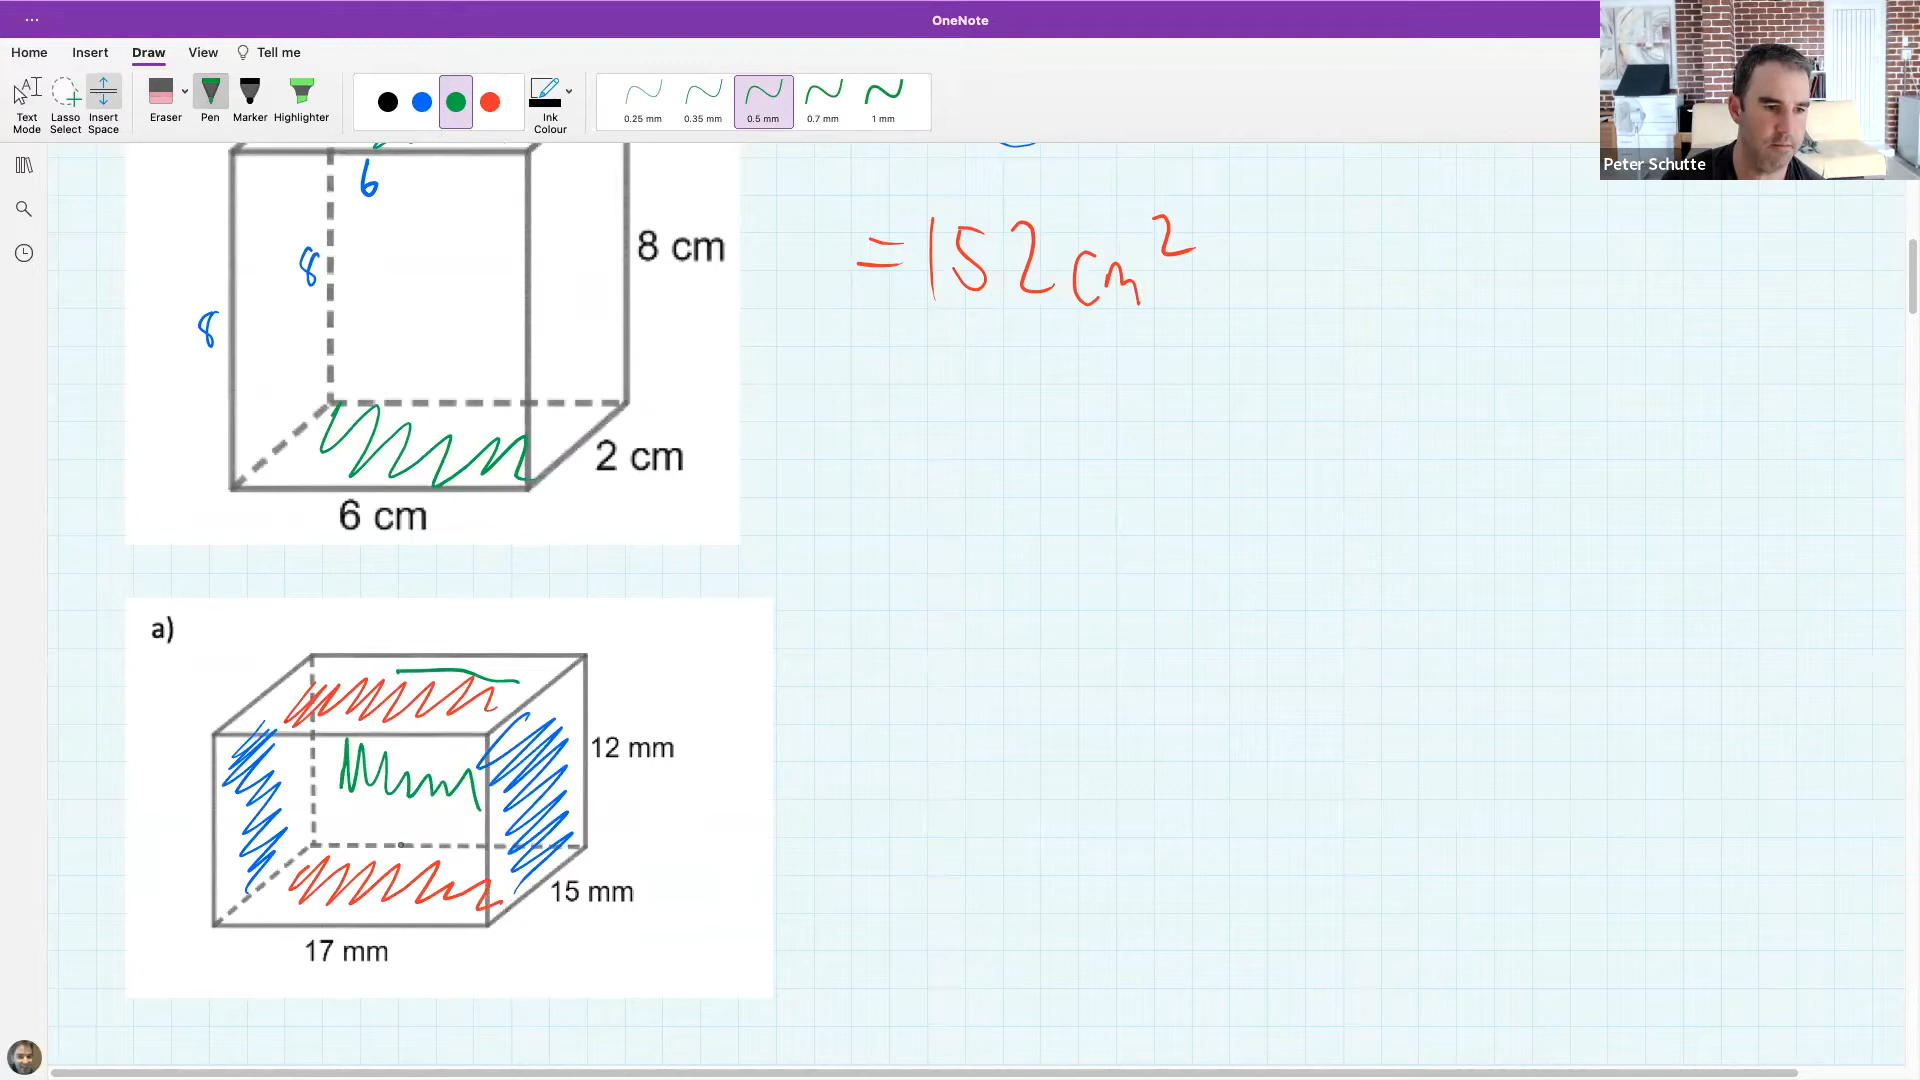 OneNote
Home Insert Draw View Tell me
Text Mode
Lasso Select
Insert Space
Eraser
Pen
Marker
Highlighter
Ink Colour
0.25 mm
0.35 mm
0.5 mm
0.7 mm
1 mm
Peter Schutte
6
8
8
8 cm
2 cm
6 cm
=152cm²
a)
12 mm
15 mm
17 mm